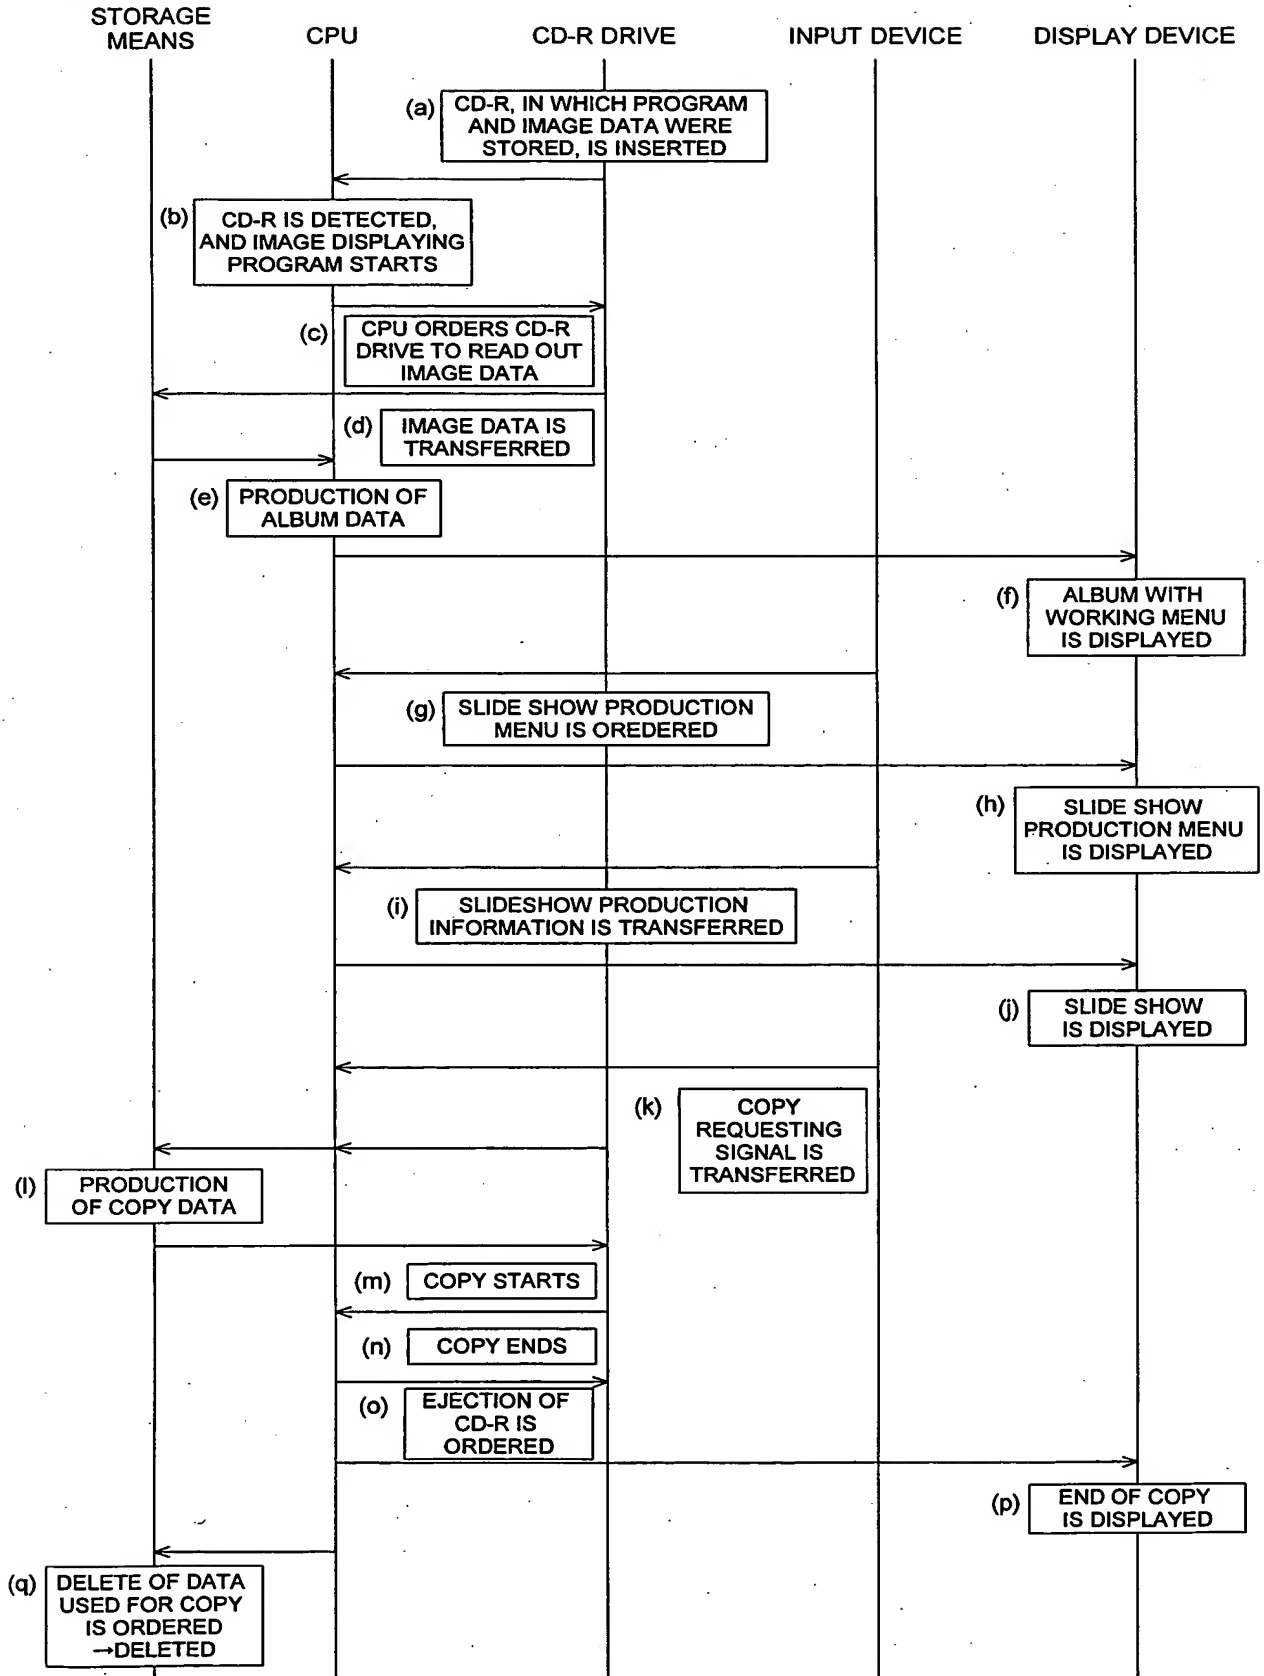 STORAGE
MEANS
CPU
CD-R DRIVE
INPUT DEVICE
DISPLAY DEVICE
(a)
CD-R, IN WHICH PROGRAM
AND IMAGE DATA WERE
STORED, IS INSERTED
(b)
CD-R IS DETECTED,
AND IMAGE DISPLAYING
PROGRAM STARTS
(c)
CPU ORDERS CD-R
DRIVE TO READ OUT
IMAGE DATA
(d)
IMAGE DATA IS
TRANSFERRED
(e)
PRODUCTION OF
ALBUM DATA
(f)
ALBUM WITH
WORKING MENU
IS DISPLAYED
(g)
SLIDE SHOW PRODUCTION
MENU IS OREDERED
(h)
SLIDE SHOW
PRODUCTION MENU
IS DISPLAYED
(i)
SLIDESHOW PRODUCTION
INFORMATION IS TRANSFERRED
(j)
SLIDE SHOW
IS DISPLAYED
(k)
COPY
REQUESTING
SIGNAL IS
TRANSFERRED
(l)
PRODUCTION
OF COPY DATA
(m)
COPY STARTS
(n)
COPY ENDS
(o)
EJECTION OF
CD-R IS
ORDERED
(p)
END OF COPY
IS DISPLAYED
(q)
DELETE OF DATA
USED FOR COPY
IS ORDERED
→DELETED